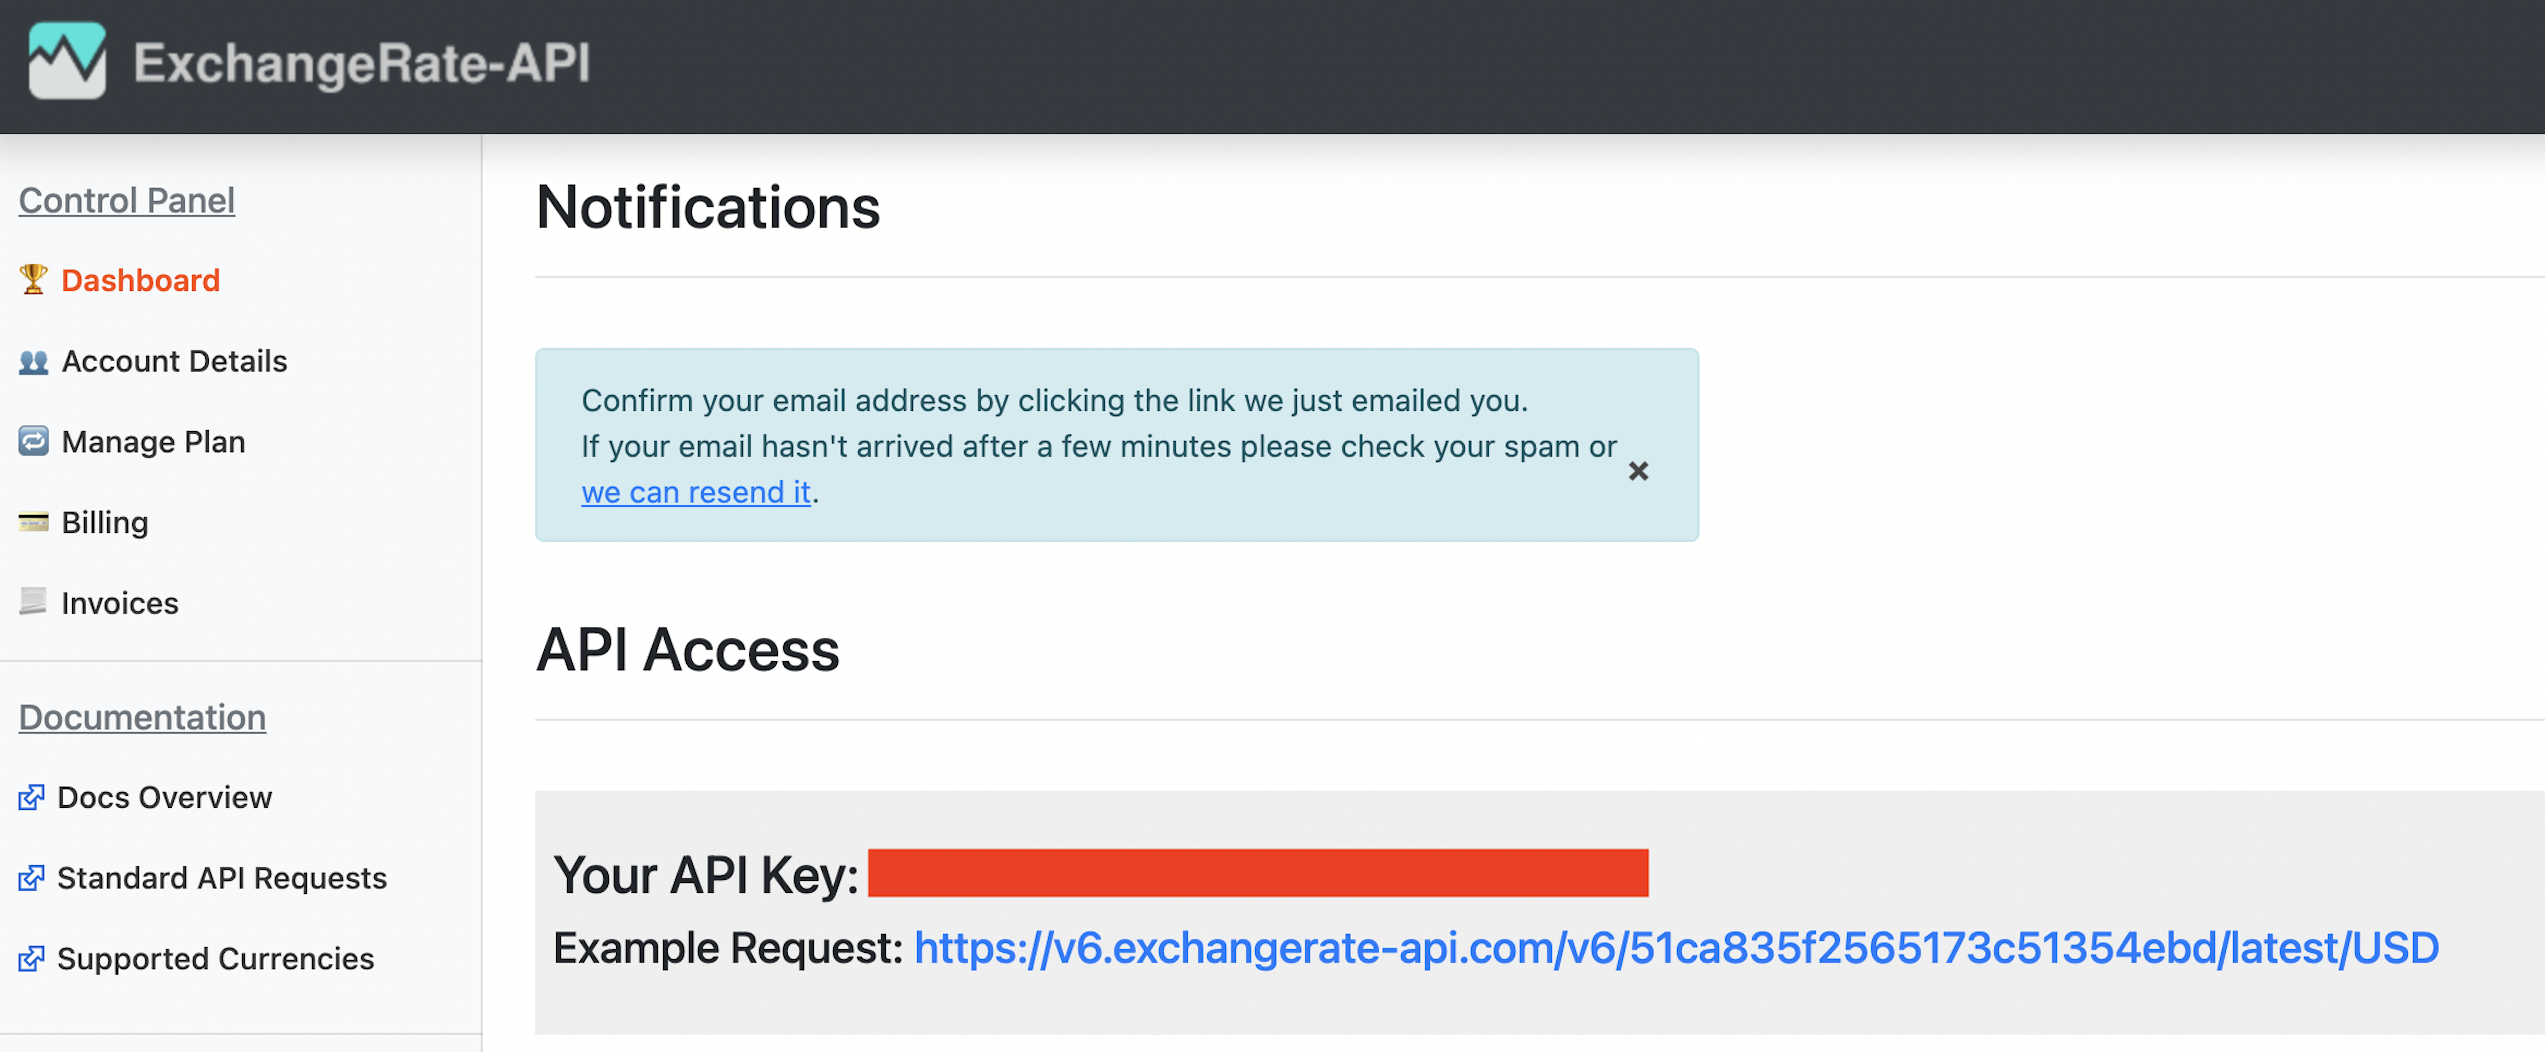 ExchangeRate-API
Control Panel
Dashboard
Account Details
Manage Plan
Billing
Invoices
Documentation
Docs Overview
Standard API Requests
Supported Currencies
Notifications
Confirm your email address by clicking the link we just emailed you.
If your email hasn't arrived after a few minutes please check your spam or
we can resend it.
API Access
Your API Key:
Example Request: https://v6.exchangerate-api.com/v6/51ca835f2565173c51354ebd/latest/USD